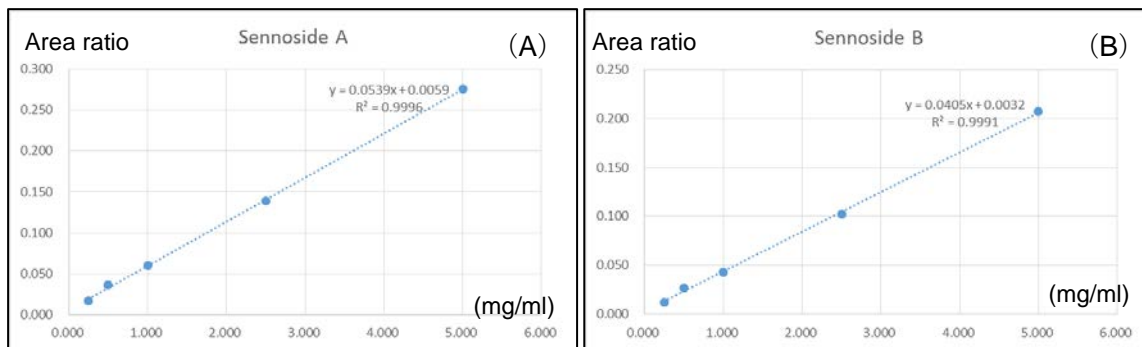 Area ratio
Sennoside A
（A）
0.300
0.250
0.200
0.150
0.100
0.050
0.000
y = 0.0539x + 0.0059
R² = 0.9996
(mg/ml)
0.000 1.000 2.000 3.000 4.000 5.000 6.000
Area ratio
Sennoside B
（B）
0.250
0.200
0.150
0.100
0.050
0.000
y = 0.0405x + 0.0032
R² = 0.9991
(mg/ml)
0.000 1.000 2.000 3.000 4.000 5.000 6.000